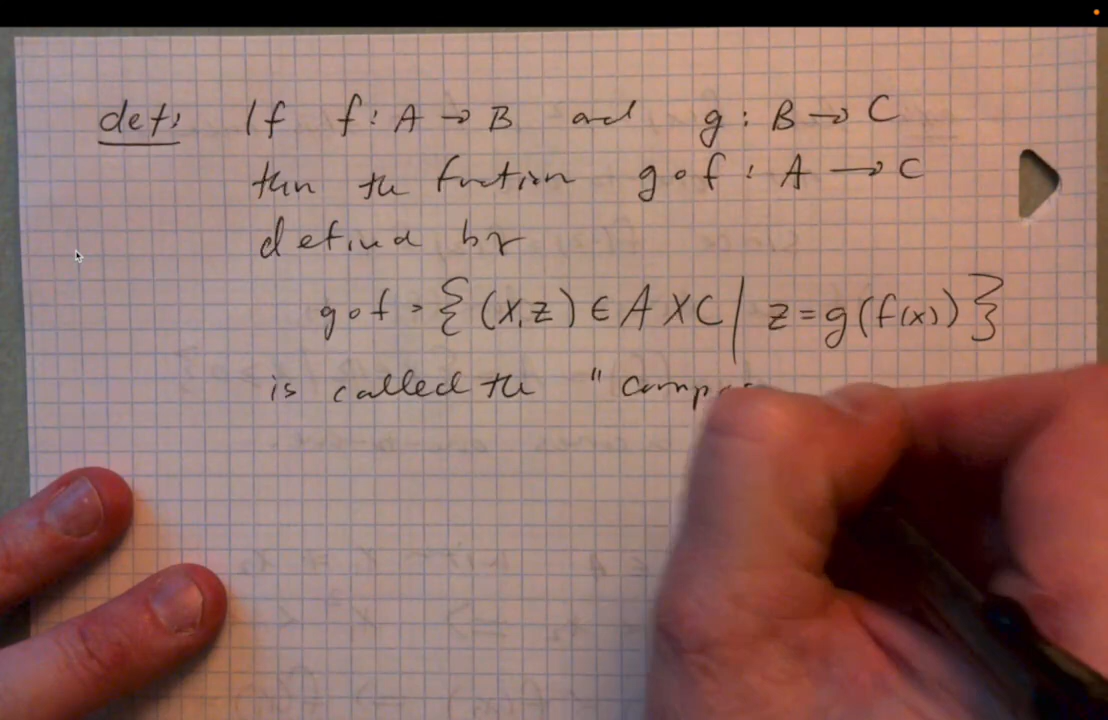 def: If f : A → B and g : B → C
then the function g ∘ f : A → C
defined by
g ∘ f = { (x, z) ∈ A X C | z = g(f(x)) }
is called the "comp